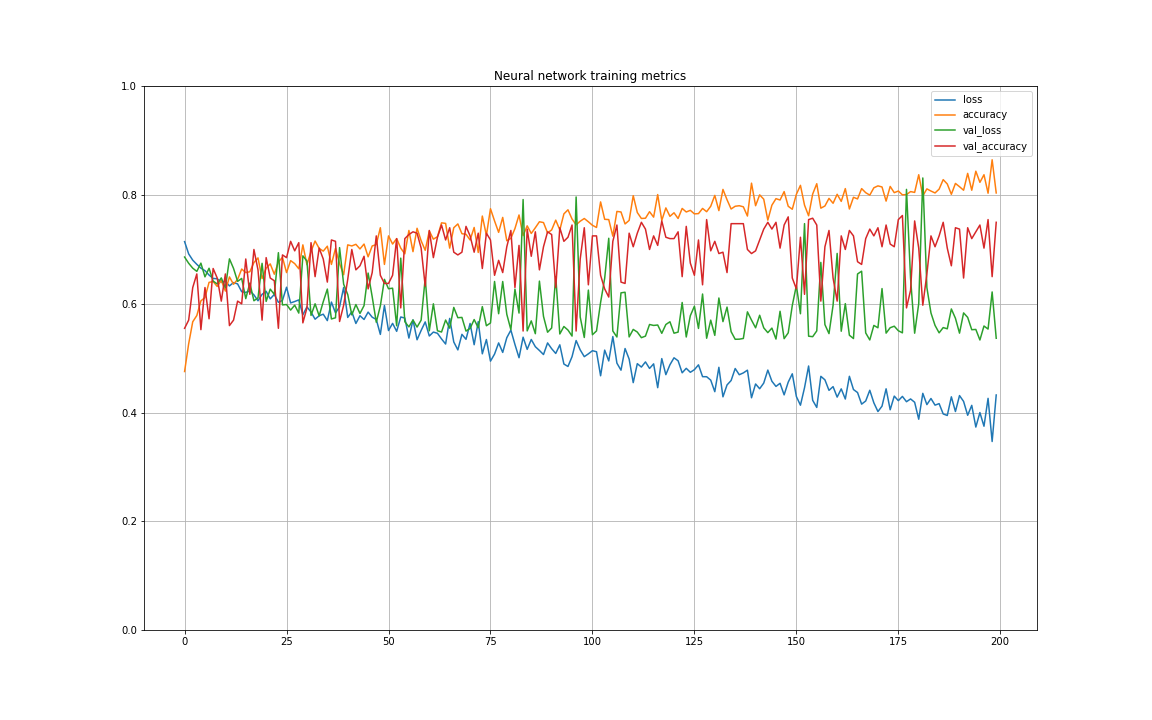 Neural network training metrics
loss
accuracy
val_loss
val_accuracy
1.0
0.8
0.6
0.4
0.2
0.0
0 25 50 75 100 125 150 175 200